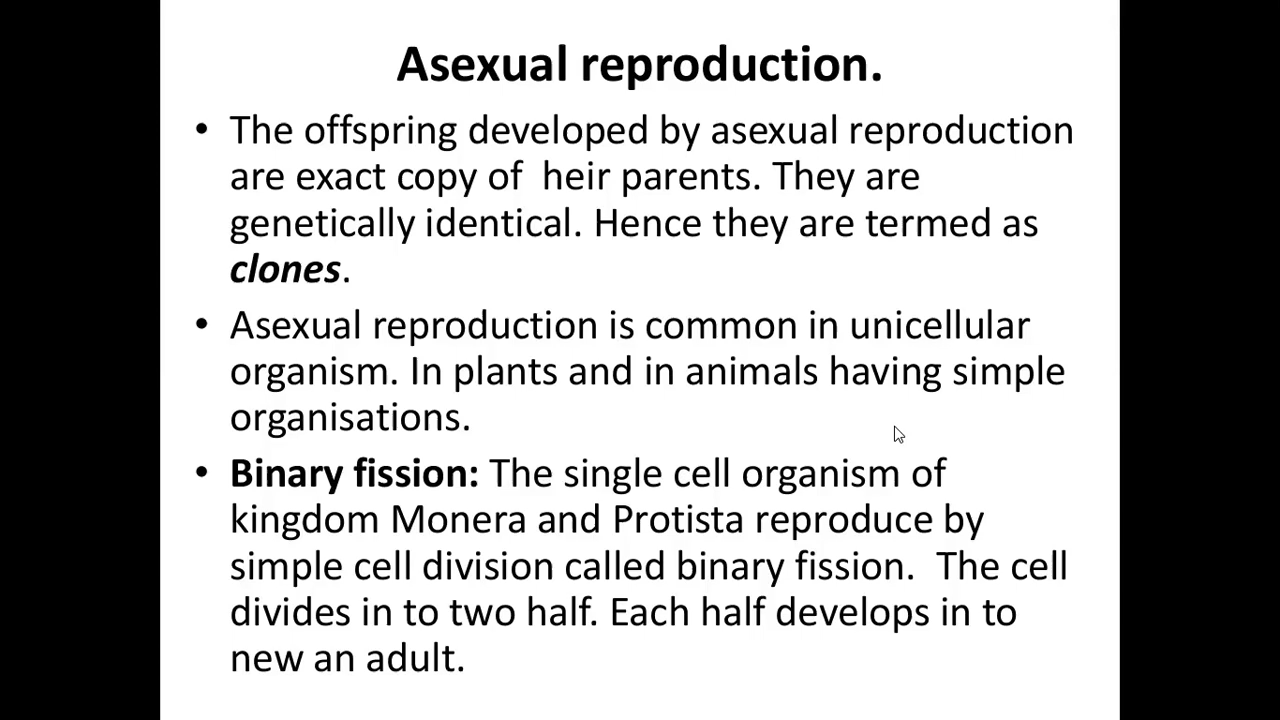 Asexual reproduction.
• The offspring developed by asexual reproduction
are exact copy of  heir parents. They are
genetically identical. Hence they are termed as
clones.
• Asexual reproduction is common in unicellular
organism. In plants and in animals having simple
organisations.
• Binary fission: The single cell organism of
kingdom Monera and Protista reproduce by
simple cell division called binary fission.  The cell
divides in to two half. Each half develops in to
new an adult.